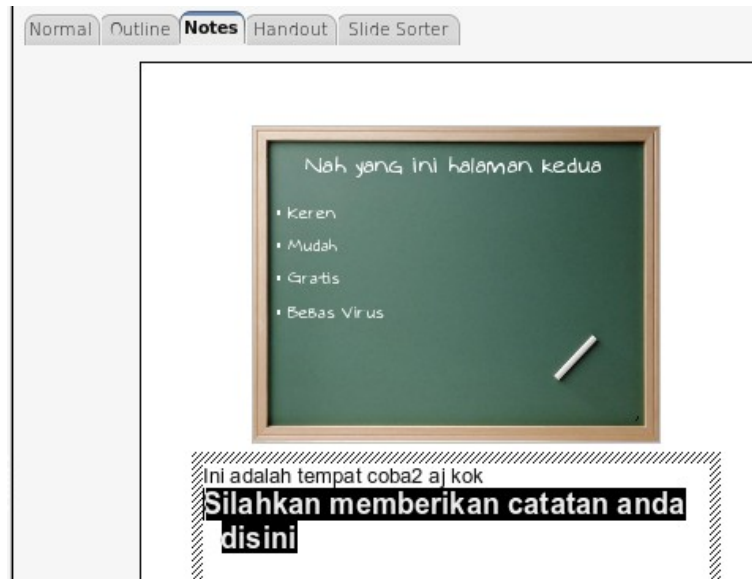 Normal Outline Notes Handout Slide Sorter
Nah yang ini halaman kedua
• Keren
• Mudah
• Gratis
• BeBas Virus
Ini adalah tempat coba2 aj kok
Silahkan memberikan catatan anda
disini